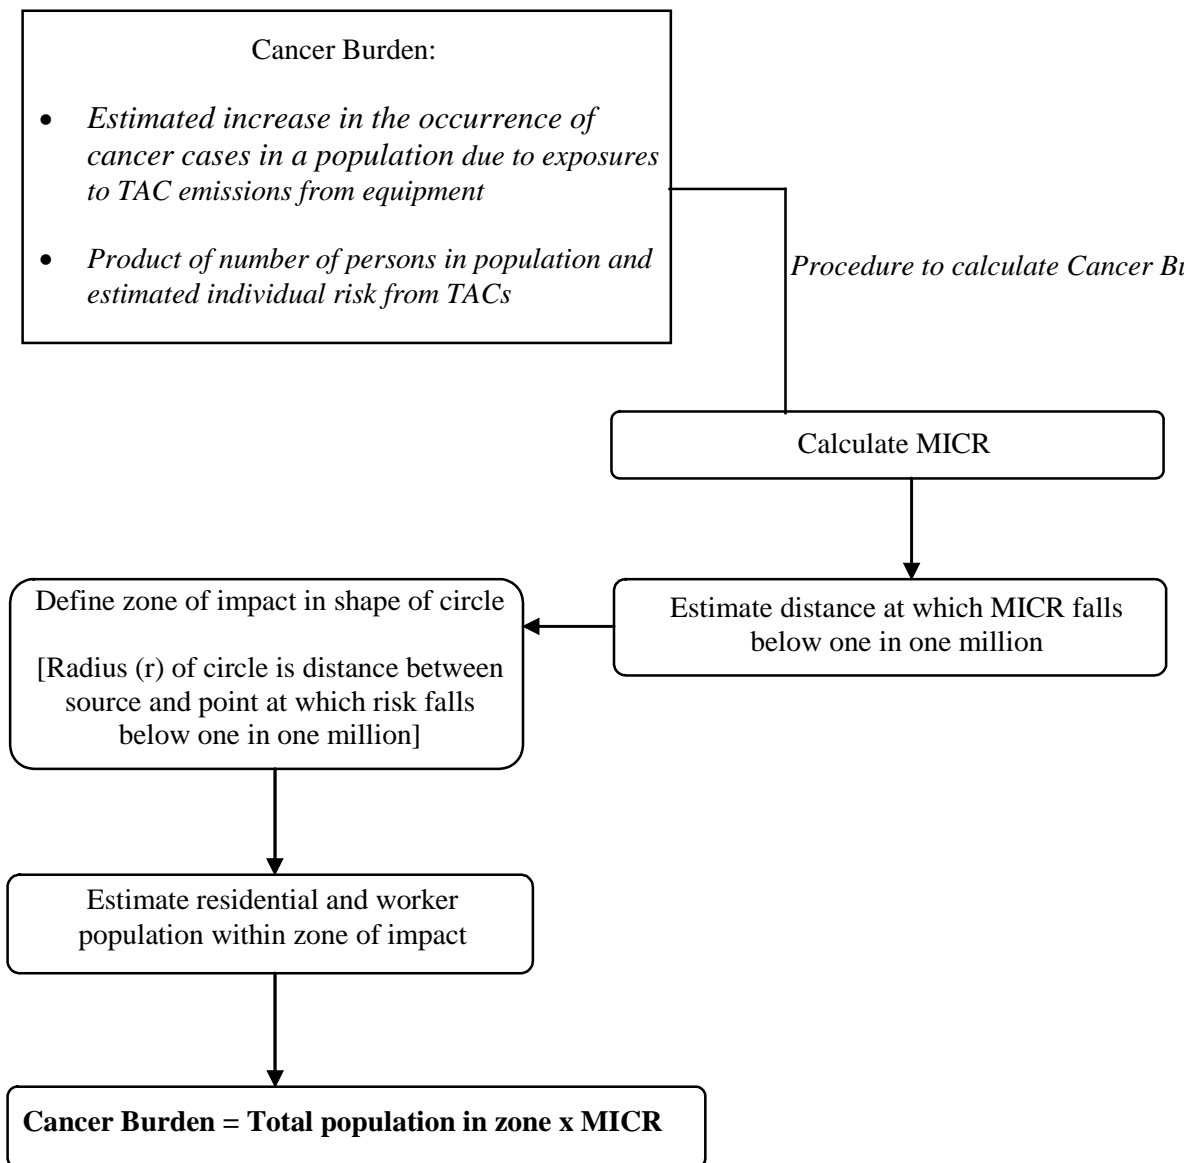 Cancer Burden:
• Estimated increase in the occurrence of
cancer cases in a population due to exposures
to TAC emissions from equipment
• Product of number of persons in population and
estimated individual risk from TACs
Procedure to calculate Cancer
Calculate MICR
Estimate distance at which MICR falls
below one in one million
Define zone of impact in shape of circle
[Radius (r) of circle is distance between
source and point at which risk falls
below one in one million]
Estimate residential and worker
population within zone of impact
Cancer Burden = Total population in zone x MICR